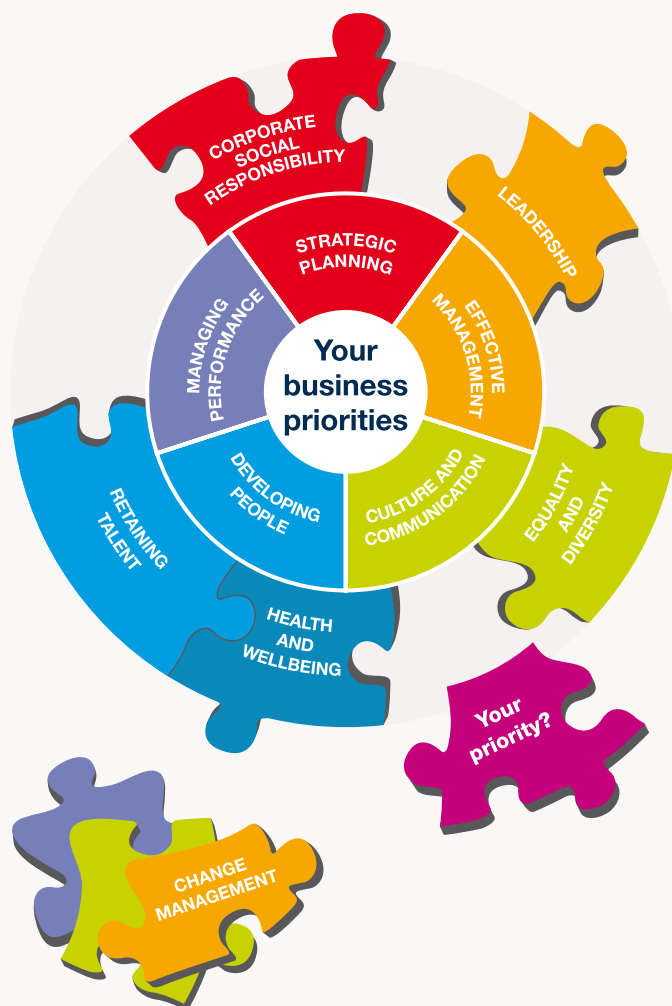 CORPORATE
SOCIAL
RESPONSIBILITY
LEADERSHIP
STRATEGIC
PLANNING
MANAGING
PERFORMANCE
EFFECTIVE
MANAGEMENT
Your
business
priorities
DEVELOPING
PEOPLE
CULTURE AND
COMMUNICATION
RETAINING
TALENT
EQUALITY
AND
DIVERSITY
HEALTH
AND
WELLBEING
Your
priority?
CHANGE
MANAGEMENT